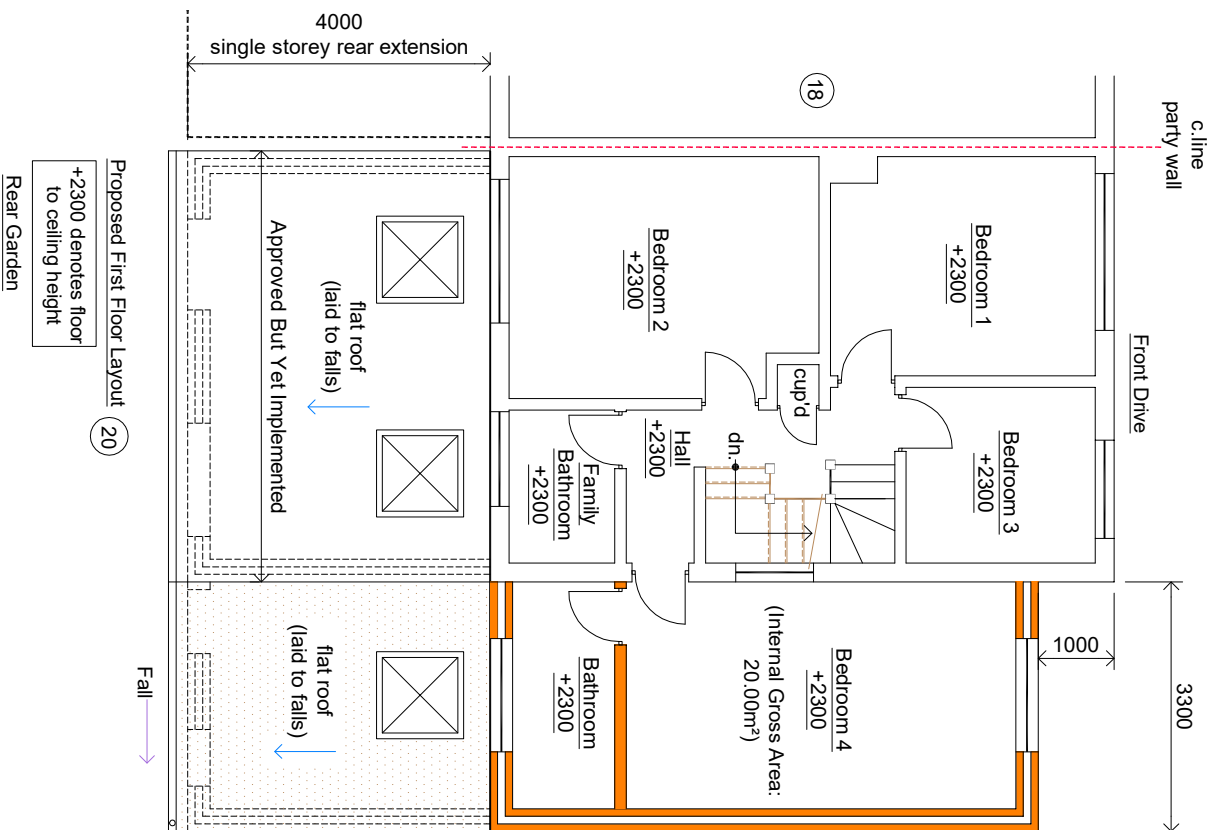 4000
single storey rear extension
18
c.line
party wall
Front Drive
Bedroom 1
+2300
Bedroom 2
+2300
Bedroom 3
+2300
cup'd
dn.
Hall
+2300
Family
Bathroom
+2300
Bathroom
+2300
Bedroom 4
+2300
(Internal Gross Area:
20.00m²)
1000
3300
flat roof
(laid to falls)
Approved But Yet Implemented
flat roof
(laid to falls)
Fall
Proposed First Floor Layout
20
+2300 denotes floor
to ceiling height
Rear Garden